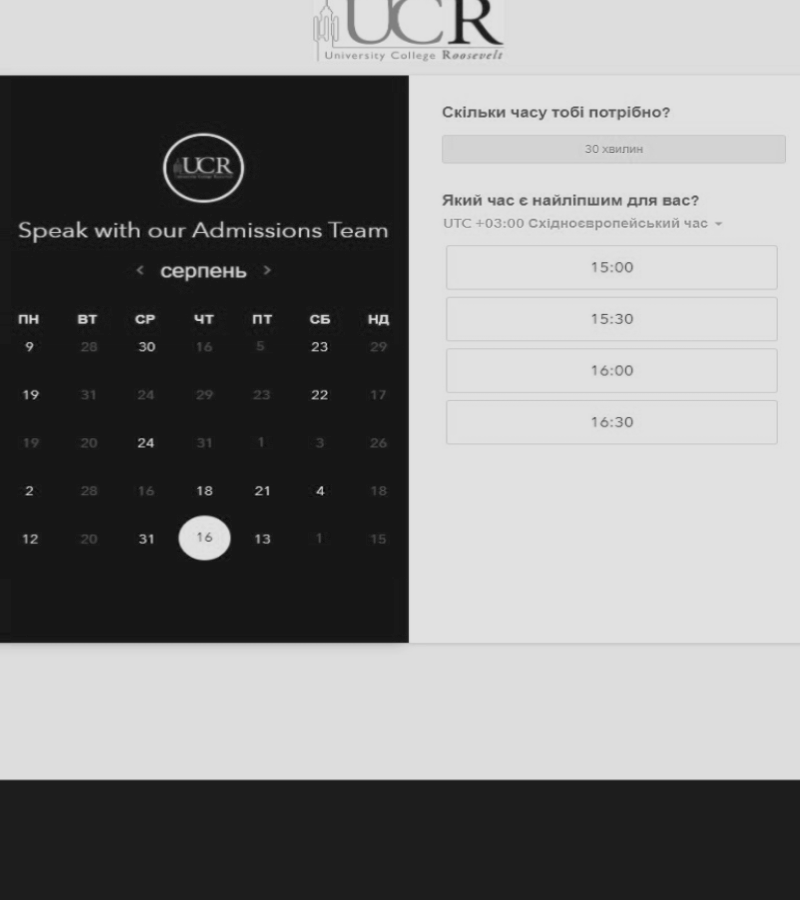 UCR
University College Roosevelt
UCR
Speak with our Admissions Team
< серпень >
ПН ВТ СР ЧТ ПТ СБ НД
9 28 30 16 5 23 29
19 31 24 29 23 22 17
19 20 24 31 1 3 26
2 28 16 18 21 4 18
12 20 31 16 13 1 15
Скільки часу тобі потрібно?
30 хвилин
Який час є найліпшим для вас?
UTC +03:00 Східноєвропейський час
15:00
15:30
16:00
16:30